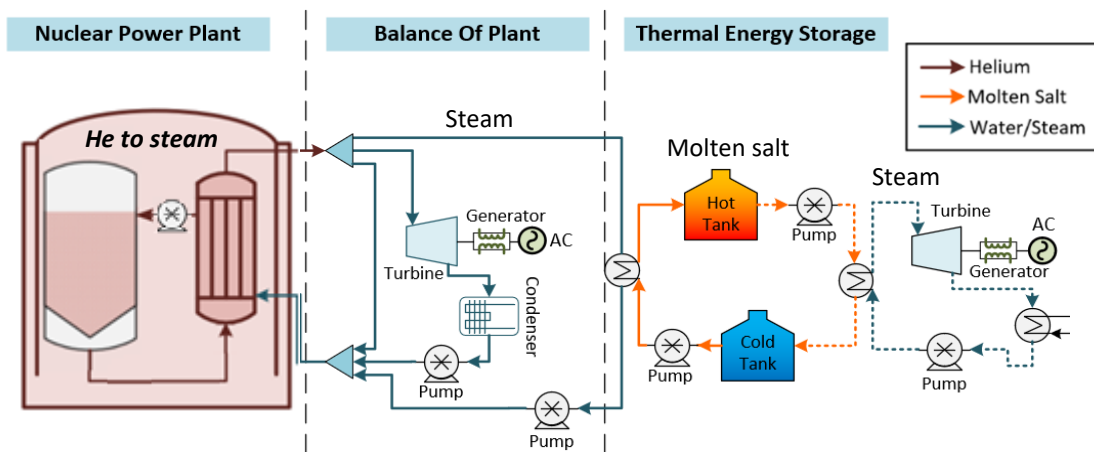 Nuclear Power Plant
Balance Of Plant
Thermal Energy Storage
Helium
Molten Salt
Water/Steam
He to steam
Steam
Generator
AC
Turbine
Condenser
Pump
Pump
Molten salt
Hot
Tank
Pump
Cold
Tank
Pump
Steam
Turbine
AC
Generator
Pump